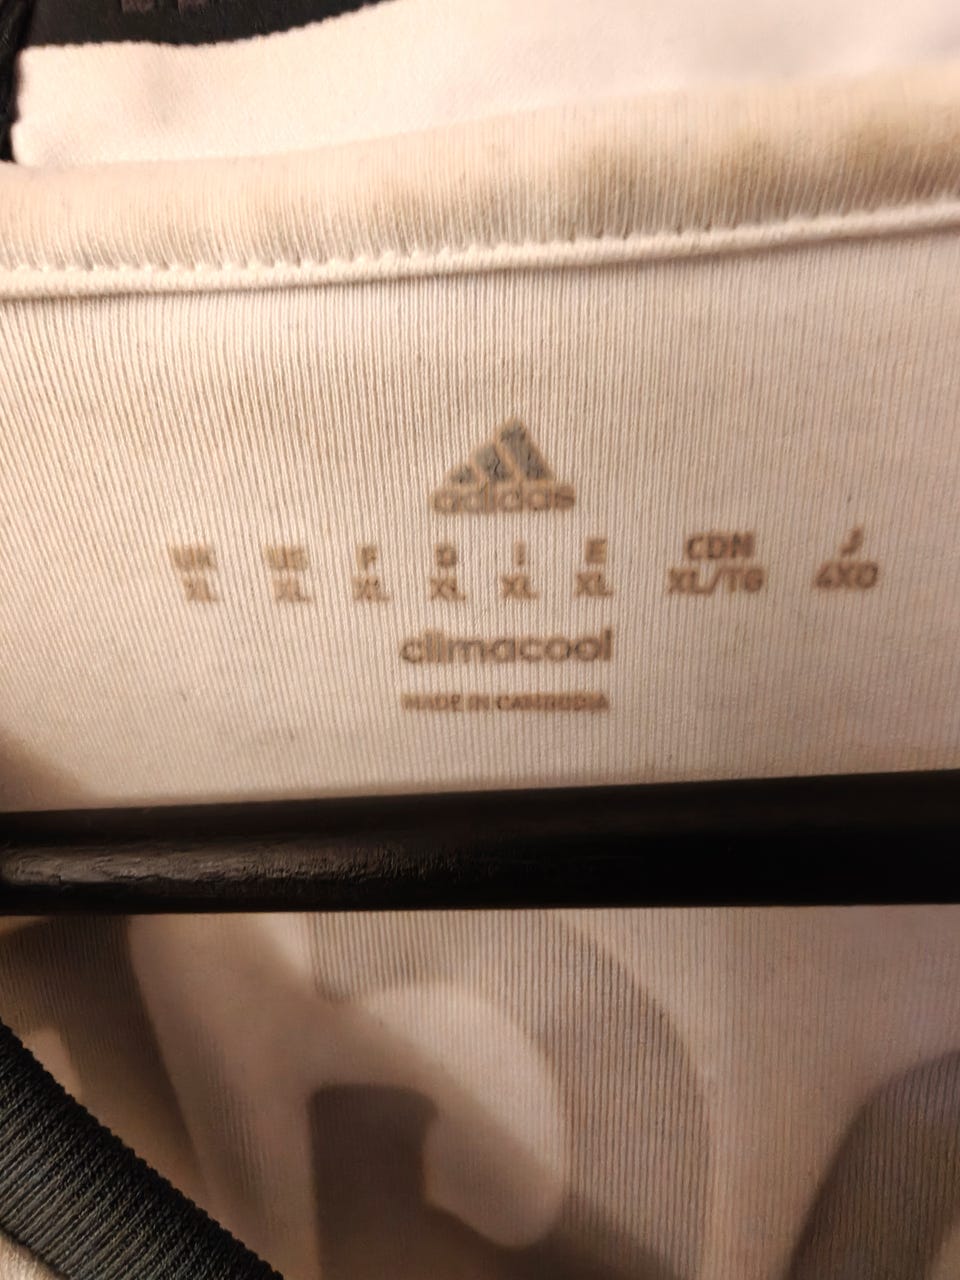 adidas
UK US F D I E CDN J
XL XL XL XL XL XL XL/TG 4XO
climacool
MADE IN CAMBODIA